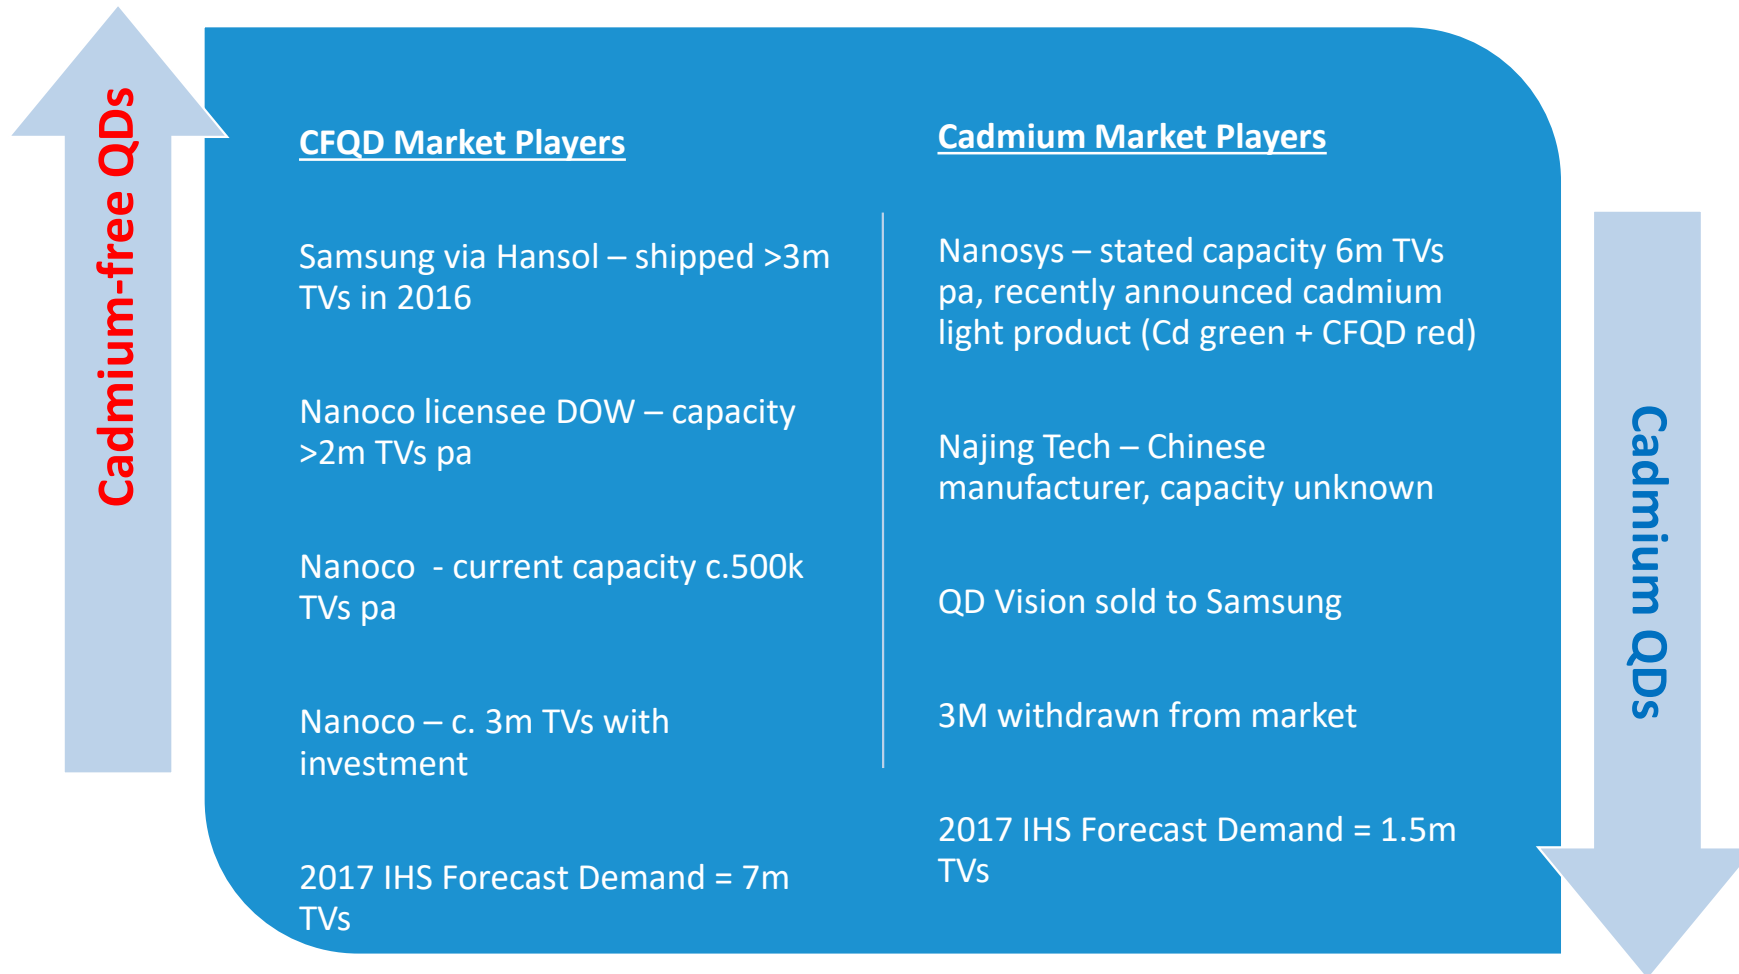 Cadmium-free QDs
CFQD Market Players
Samsung via Hansol – shipped >3m
TVs in 2016
Nanoco licensee DOW – capacity
>2m TVs pa
Nanoco  - current capacity c.500k
TVs pa
Nanoco – c. 3m TVs with
investment
2017 IHS Forecast Demand = 7m
TVs
Cadmium Market Players
Nanosys – stated capacity 6m TVs
pa, recently announced cadmium
light product (Cd green + CFQD red)
Najing Tech – Chinese
manufacturer, capacity unknown
QD Vision sold to Samsung
3M withdrawn from market
2017 IHS Forecast Demand = 1.5m
TVs
Cadmium QDs